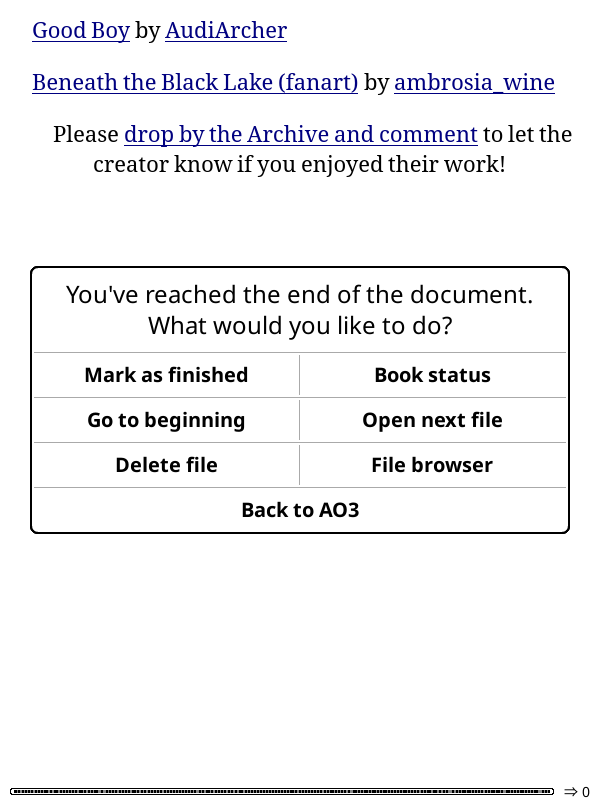 Good Boy by AudiArcher
Beneath the Black Lake (fanart) by ambrosia_wine
Please drop by the Archive and comment to let the
creator know if you enjoyed their work!
You've reached the end of the document.
What would you like to do?
Mark as finished
Book status
Go to beginning
Open next file
Delete file
File browser
Back to AO3
⇒ 0